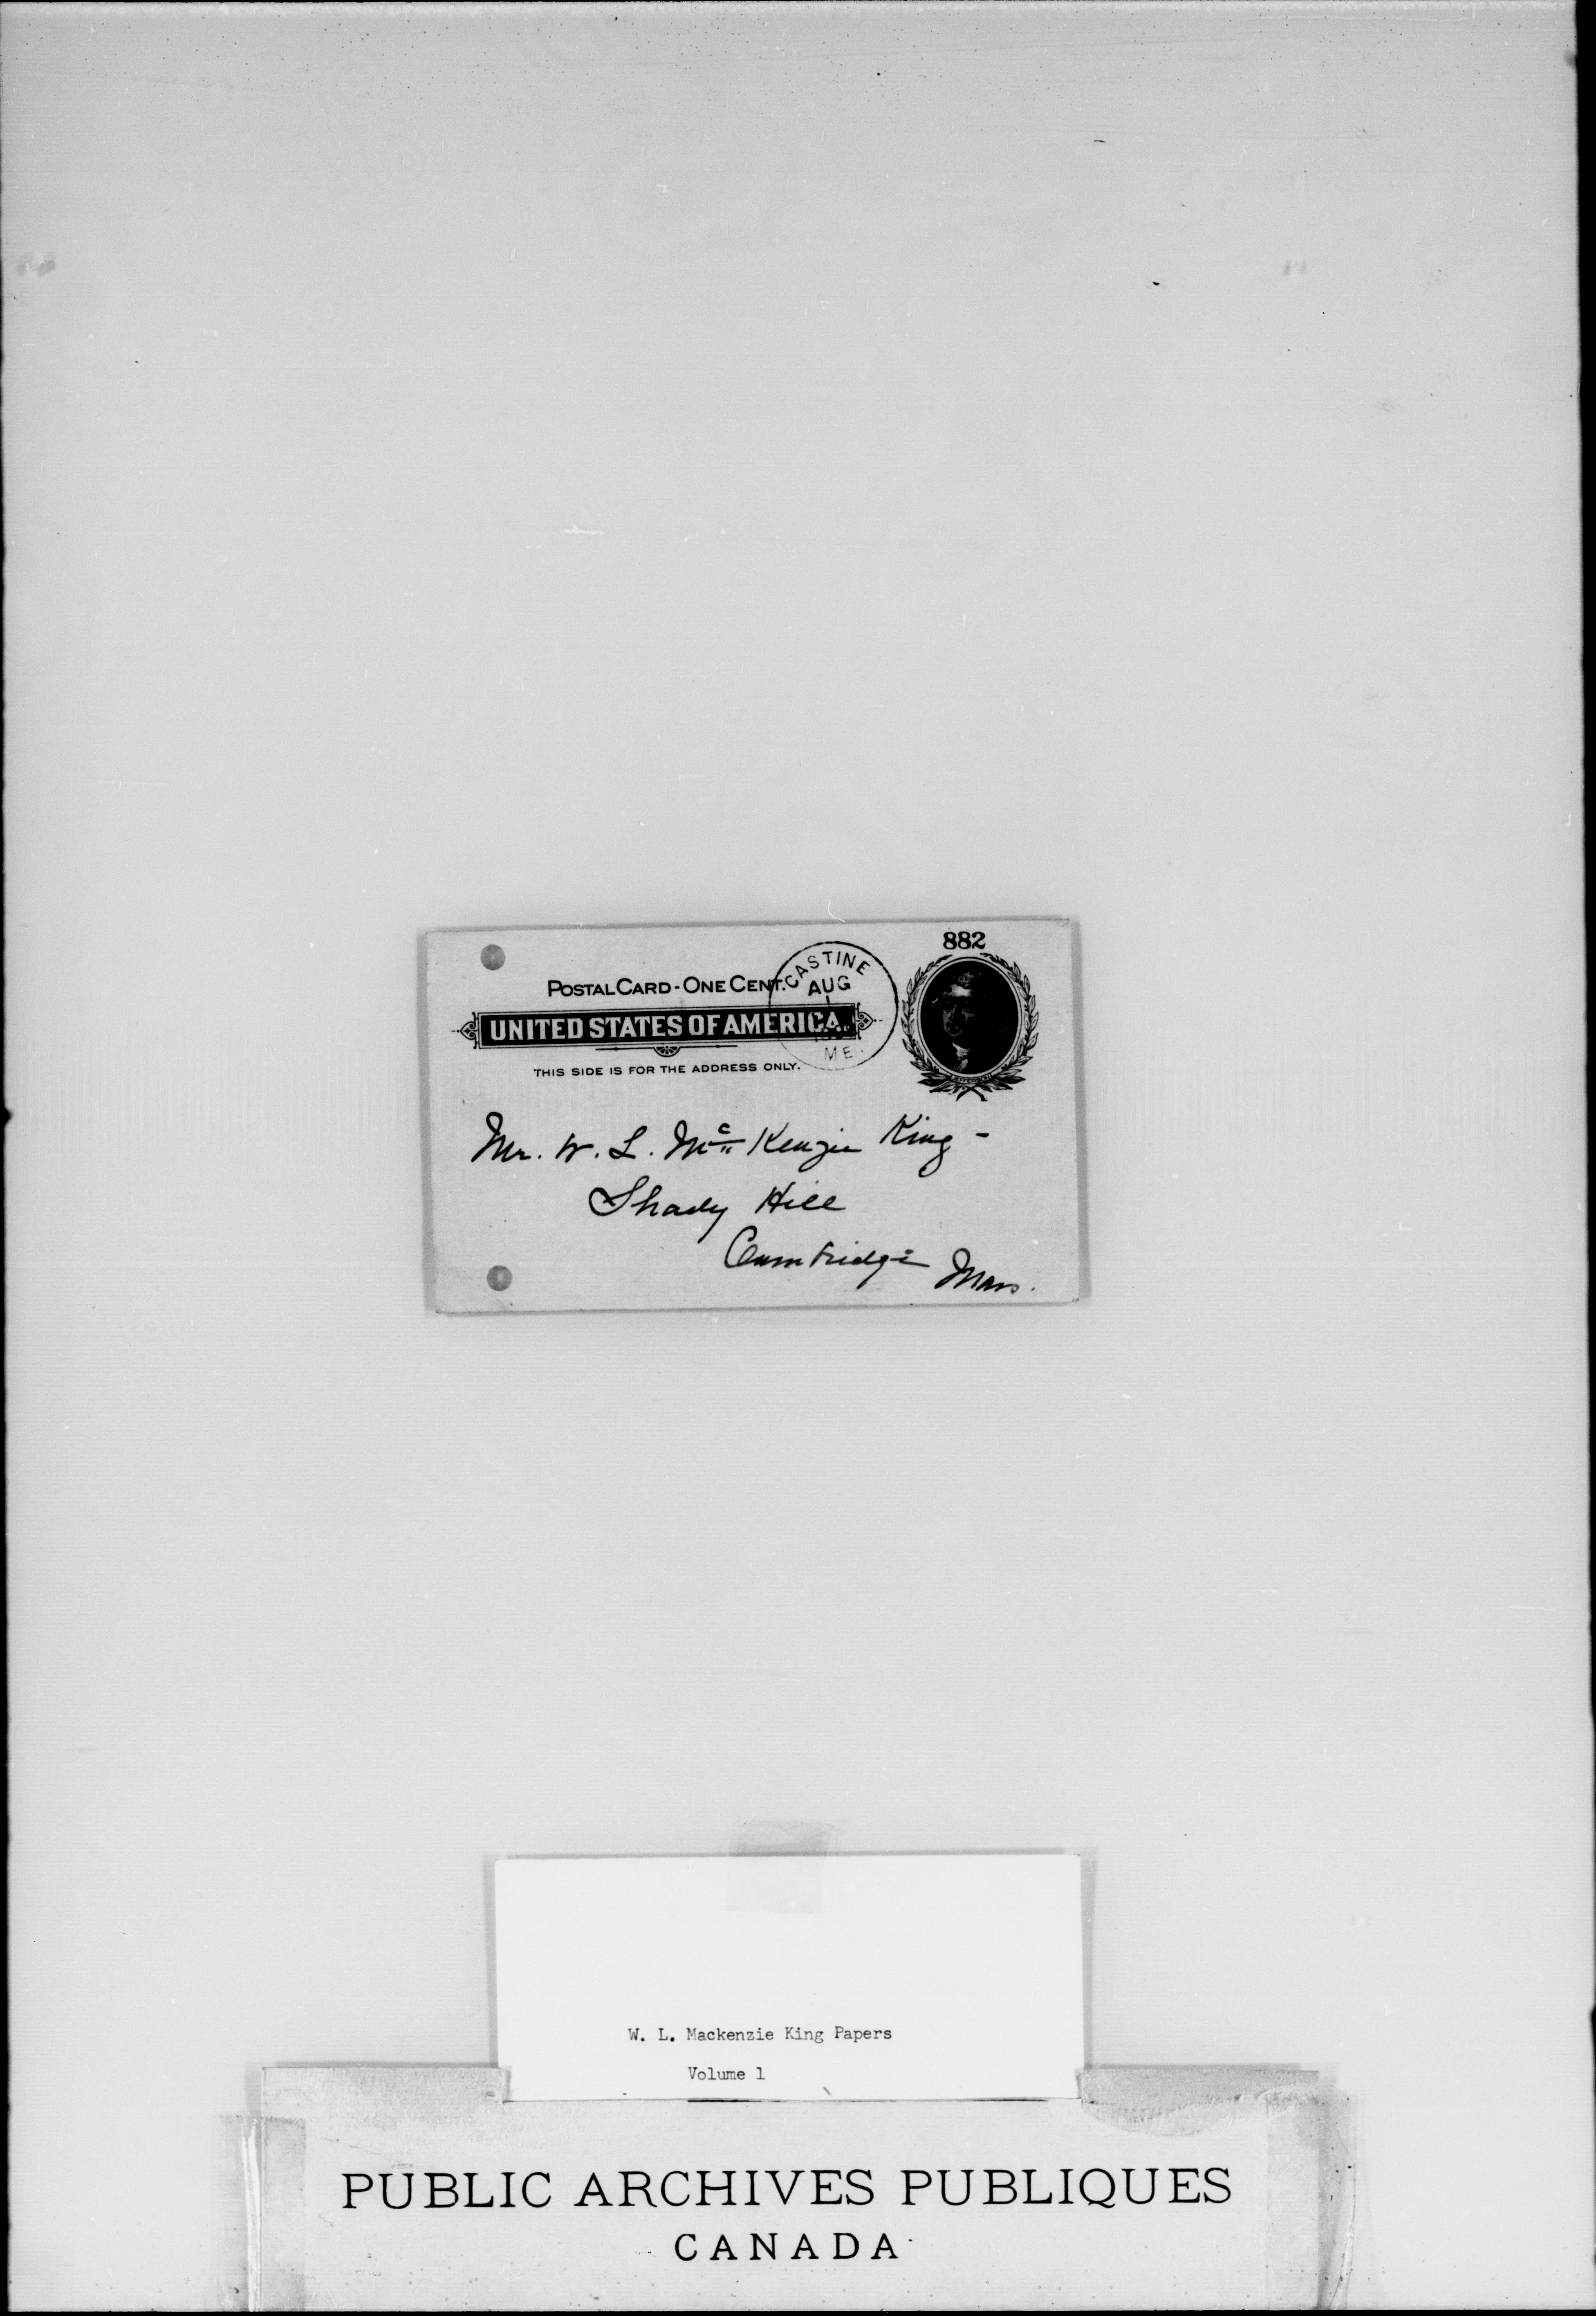 882
POSTAL CARD - ONE CENT.
CASTINE
AUG
1
ME.
UNITED STATES OF AMERICA
THIS SIDE IS FOR THE ADDRESS ONLY.
Mr. W. L. McKenzie King -
Shady Hill
Cambridge Mass.
W. L. Mackenzie King Papers
Volume 1
PUBLIC ARCHIVES PUBLIQUES
CANADA